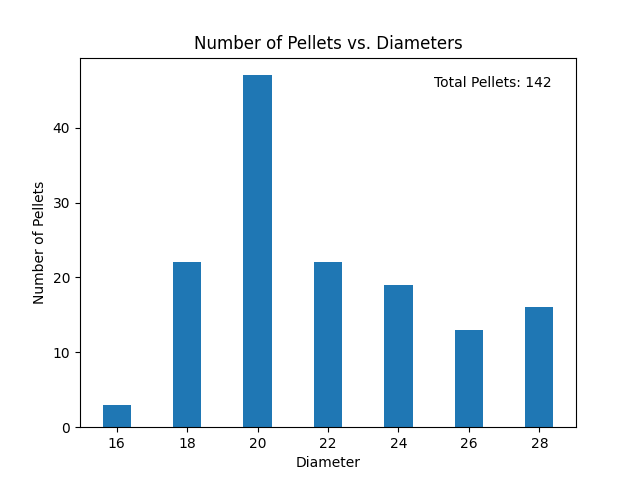 Number of Pellets vs. Diameters
Total Pellets: 142
Number of Pellets
40
30
20
10
0
16 18 20 22 24 26 28
Diameter